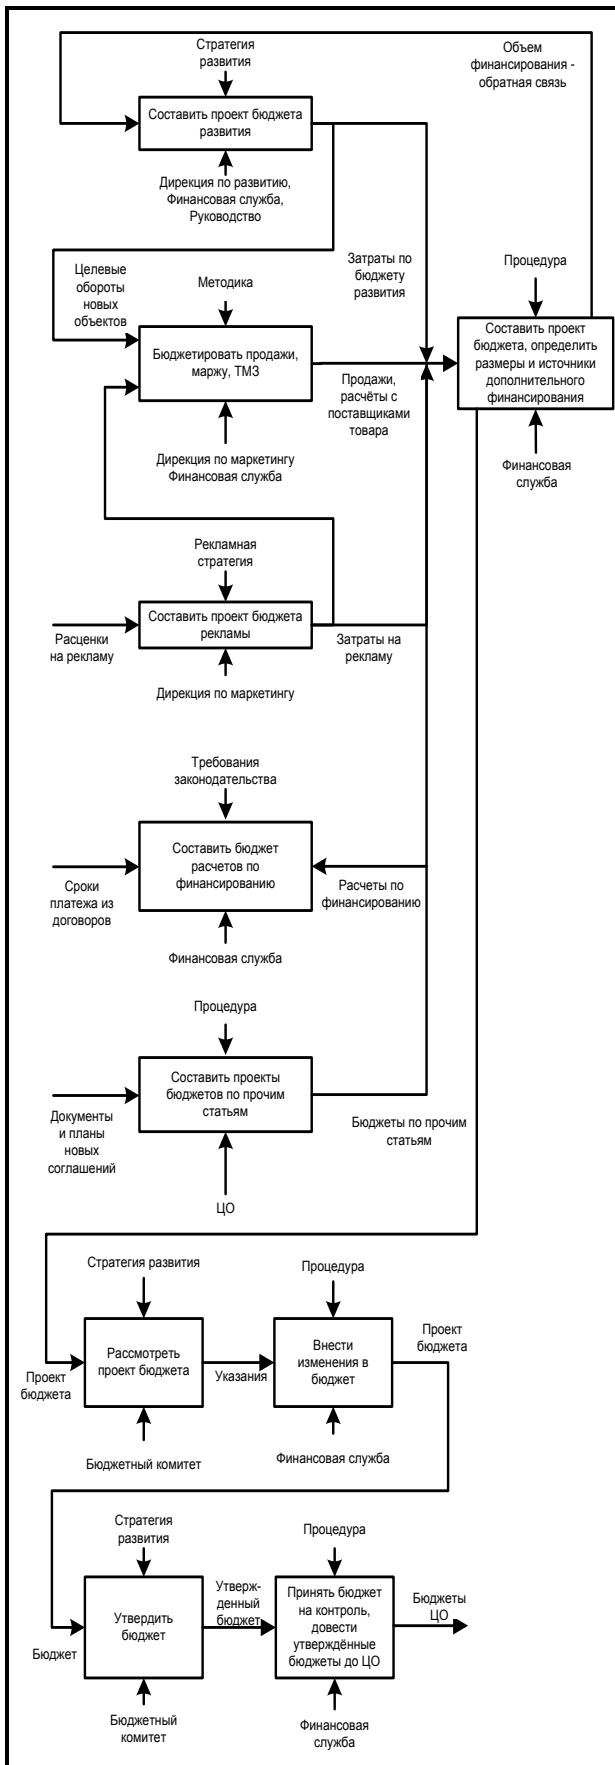 Стратегия
развития
Объем
финансирования -
обратная связь
Составить проект бюджета
развития
Дирекция по развитию,
Финансовая служба,
Руководство
Целевые
обороты
новых
объектов
Методика
Затраты по
бюджету
развития
Процедура
Бюджетировать продажи,
маржу, ТМЗ
Составить проект
бюджета, определить
размеры и источники
дополнительного
финансирования
Продажи,
расчёты с
поставщиками
товара
Дирекция по маркетингу
Финансовая служба
Финансовая
служба
Рекламная
стратегия
Составить проект бюджета
рекламы
Расценки
на рекламу
Затраты на
рекламу
Дирекция по маркетингу
Требования
законодательства
Составить бюджет
расчетов по
финансированию
Сроки
платежа из
договоров
Расчеты по
финансированию
Финансовая служба
Процедура
Составить проекты
бюджетов по прочим
статьям
Документы
и планы
новых
соглашений
Бюджеты по прочим
статьям
ЦО
Стратегия развития
Процедура
Рассмотреть
проект бюджета
Внести
изменения в
бюджет
Проект
бюджета
Проект
бюджета
Указания
Бюджетный комитет
Финансовая служба
Стратегия
развития
Процедура
Утвердить
бюджет
Утверж-
денный
бюджет
Принять бюджет
на контроль,
довести
утверждённые
бюджеты до ЦО
Бюджеты
ЦО
Бюджет
Бюджетный
комитет
Финансовая
служба